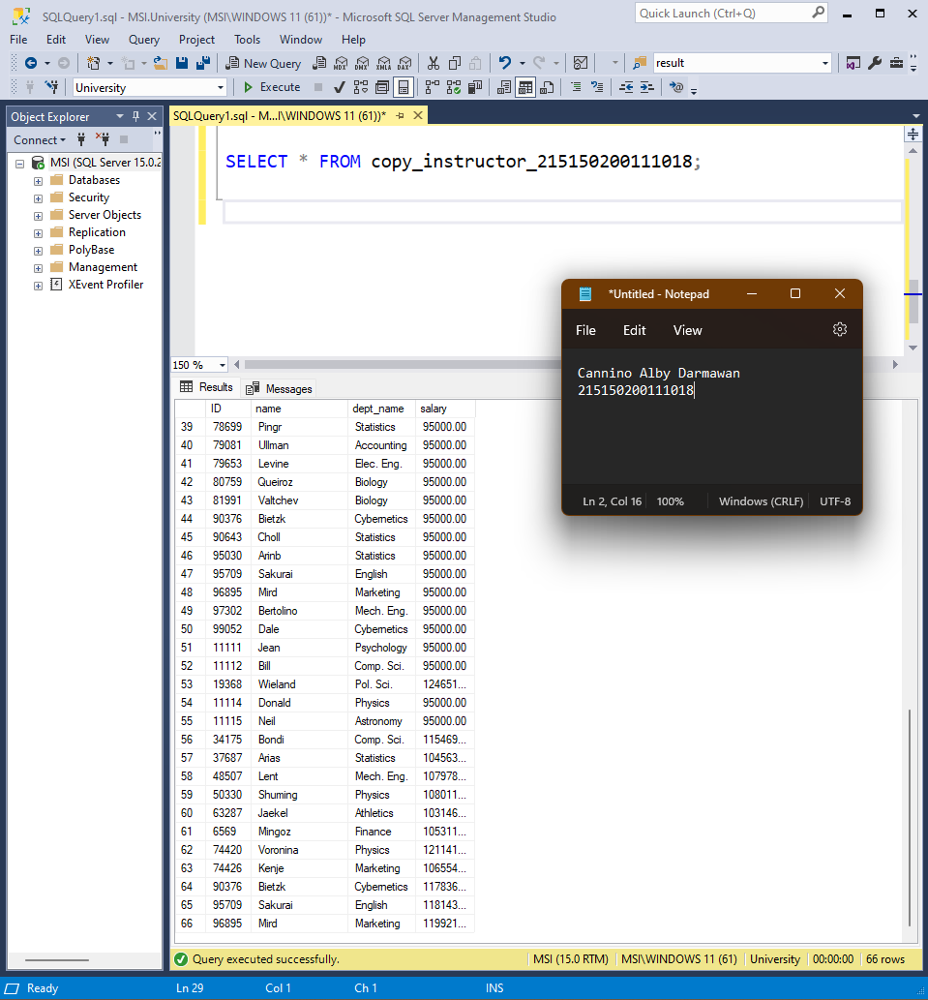 SQLQuery1.sql - MSI.University (MSI\WINDOWS 11 (61))* - Microsoft SQL Server Management Studio
Quick Launch (Ctrl+Q)
File Edit View Query Project Tools Window Help
New Query MDX DMX XMLA DAX result
University Execute
Object Explorer
SQLQuery1.sql - M...I\WINDOWS 11 (61))*
Connect
MSI (SQL Server 15.0.2
Databases
Security
Server Objects
Replication
PolyBase
Management
XEvent Profiler
SELECT * FROM copy_instructor_215150200111018;
*Untitled - Notepad
File Edit View
Cannino Alby Darmawan
215150200111018
Ln 2, Col 16 100% Windows (CRLF) UTF-8
150 %
Results Messages
ID name dept_name salary
39 78699 Pingr Statistics 95000.00
40 79081 Ullman Accounting 95000.00
41 79653 Levine Elec. Eng. 95000.00
42 80759 Queiroz Biology 95000.00
43 81991 Valtchev Biology 95000.00
44 90376 Bietzk Cybernetics 95000.00
45 90643 Choll Statistics 95000.00
46 95030 Arinb Statistics 95000.00
47 95709 Sakurai English 95000.00
48 96895 Mird Marketing 95000.00
49 97302 Bertolino Mech. Eng. 95000.00
50 99052 Dale Cybernetics 95000.00
51 11111 Jean Psychology 95000.00
52 11112 Bill Comp. Sci. 95000.00
53 19368 Wieland Pol. Sci. 124651...
54 11114 Donald Physics 95000.00
55 11115 Neil Astronomy 95000.00
56 34175 Bondi Comp. Sci. 115469...
57 37687 Arias Statistics 104563...
58 48507 Lent Mech. Eng. 107978...
59 50330 Shuming Physics 108011...
60 63287 Jaekel Athletics 103146...
61 6569 Mingoz Finance 105311...
62 74420 Voronina Physics 121141...
63 74426 Kenje Marketing 106554...
64 90376 Bietzk Cybernetics 117836...
65 95709 Sakurai English 118143...
66 96895 Mird Marketing 119921...
Query executed successfully. MSI (15.0 RTM) MSI\WINDOWS 11 (61) University 00:00:00 66 rows
Ready Ln 29 Col 1 Ch 1 INS